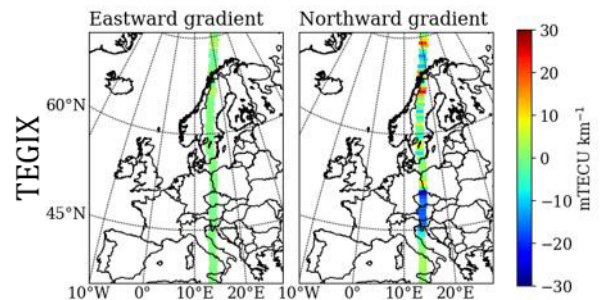 Eastward gradient
Northward gradient
TEGIX
60°N
45°N
10°W 0° 10°E 20°E
10°W 0° 10°E 20°E
30
20
10
0
−10
−20
−30
mTECU km⁻¹